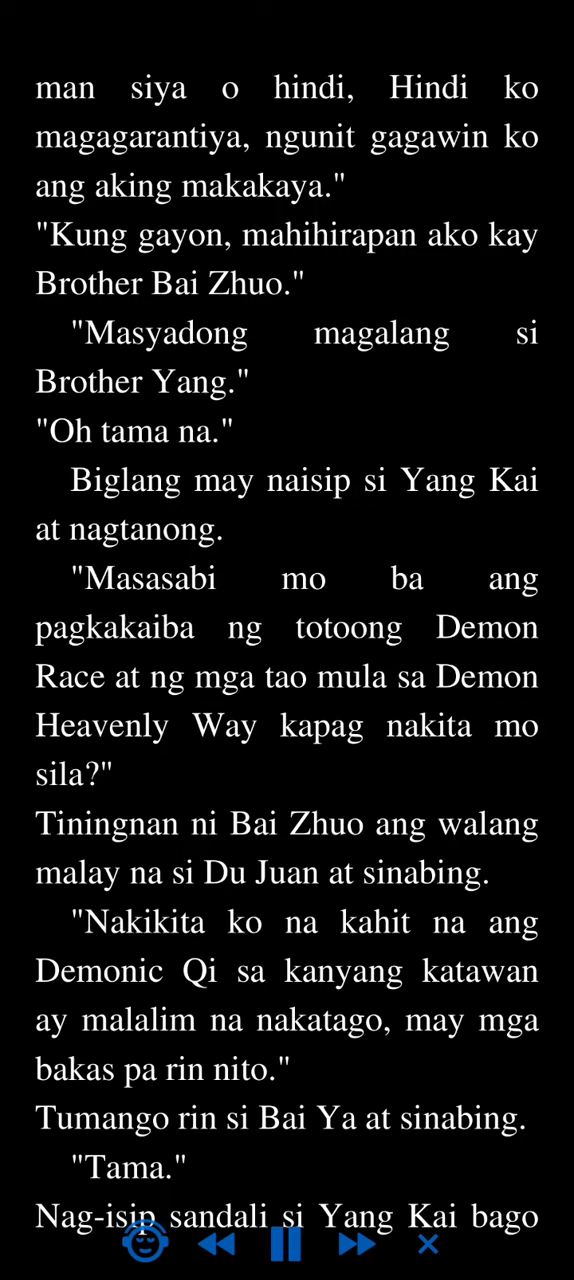 man siya o hindi, Hindi ko
magagarantiya, ngunit gagawin ko
ang aking makakaya."
"Kung gayon, mahihirapan ako kay
Brother Bai Zhuo."
"Masyadong magalang si
Brother Yang."
"Oh tama na."
Biglang may naisip si Yang Kai
at nagtanong.
"Masasabi mo ba ang
pagkakaiba ng totoong Demon
Race at ng mga tao mula sa Demon
Heavenly Way kapag nakita mo
sila?"
Tiningnan ni Bai Zhuo ang walang
malay na si Du Juan at sinabing.
"Nakikita ko na kahit na ang
Demonic Qi sa kanyang katawan
ay malalim na nakatago, may mga
bakas pa rin nito."
Tumango rin si Bai Ya at sinabing.
"Tama."
Nag-isip sandali si Yang Kai bago